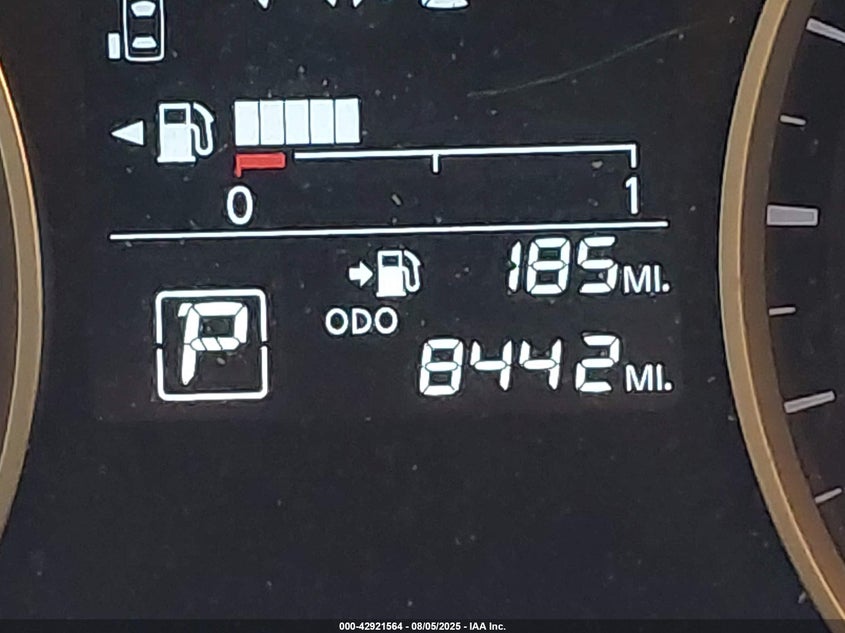 0 1
185 MI.
ODO
P
8442 MI.
000-42921564 - 08/05/2025 - IAA Inc.